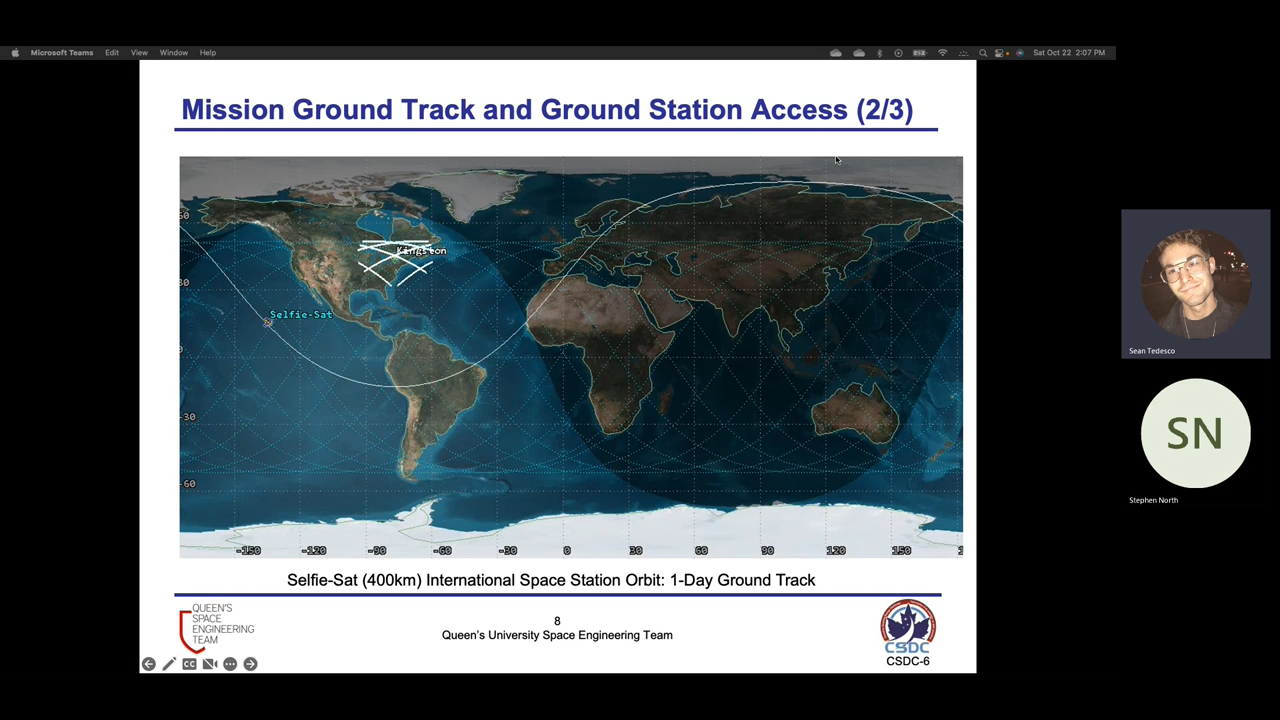 Microsoft Teams Edit View Window Help Sat Oct 22 2:07 PM
Mission Ground Track and Ground Station Access (2/3)
60
Kingston
30
Selfie-Sat
0
-30
-60
-150 -120 -90 -60 -30 0 30 60 90 120 150
Selfie-Sat (400km) International Space Station Orbit: 1-Day Ground Track
QUEEN'S
SPACE
ENGINEERING
TEAM
8
Queen's University Space Engineering Team
CSDC
CSDC-6
CC
Sean Tedesco
SN
Stephen North